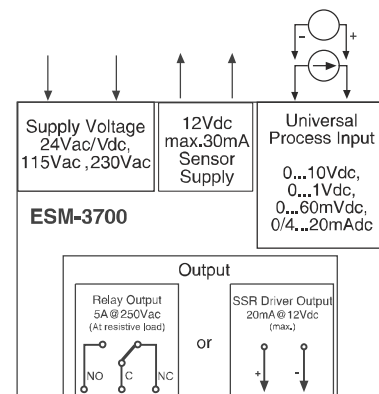 -
+
Supply Voltage
24Vac/Vdc,
115Vac ,230Vac
12Vdc
max.30mA
Sensor
Supply
Universal
Process Input
0...10Vdc,
0...1Vdc,
0...60mVdc,
0/4...20mAdc
ESM-3700
Output
Relay Output
5A@250Vac
(At resistive load)
NO
C
NC
or
SSR Driver Output
20mA@12Vdc
(max.)
+
-